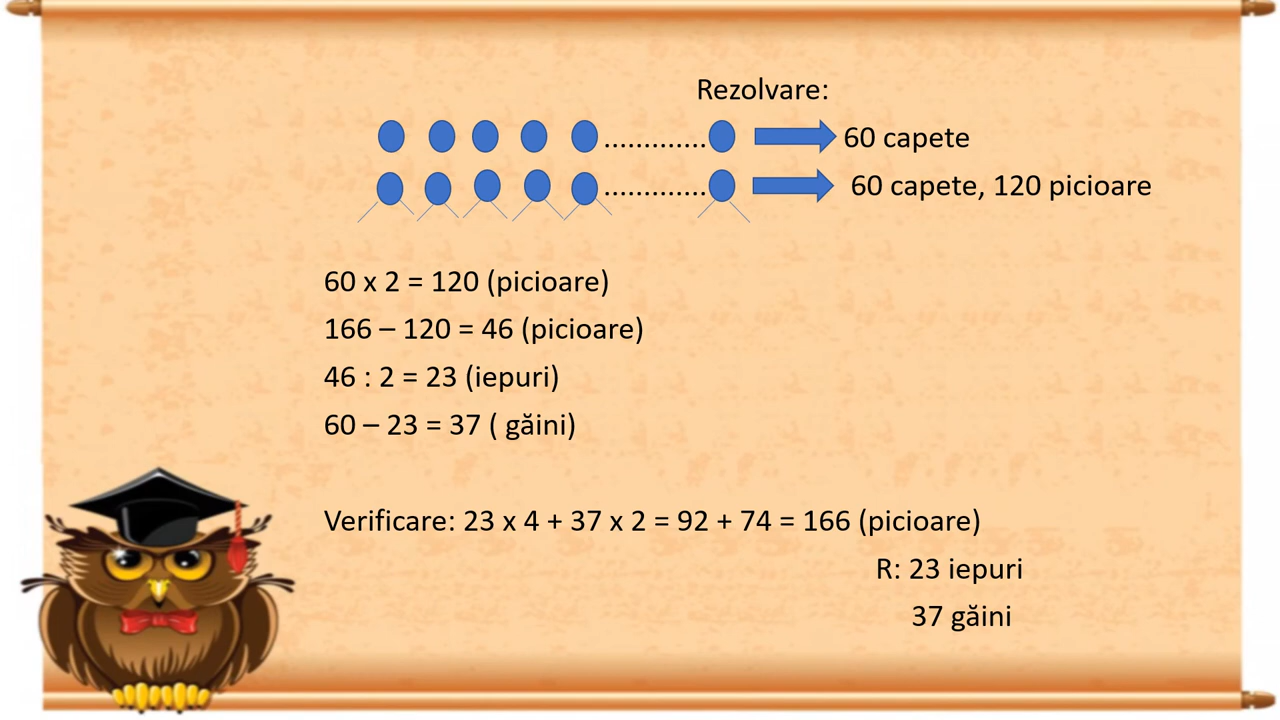 Rezolvare:
............. 60 capete
............. 60 capete, 120 picioare
60 x 2 = 120 (picioare)
166 – 120 = 46 (picioare)
46 : 2 = 23 (iepuri)
60 – 23 = 37 ( găini)
Verificare: 23 x 4 + 37 x 2 = 92 + 74 = 166 (picioare)
R: 23 iepuri
37 găini